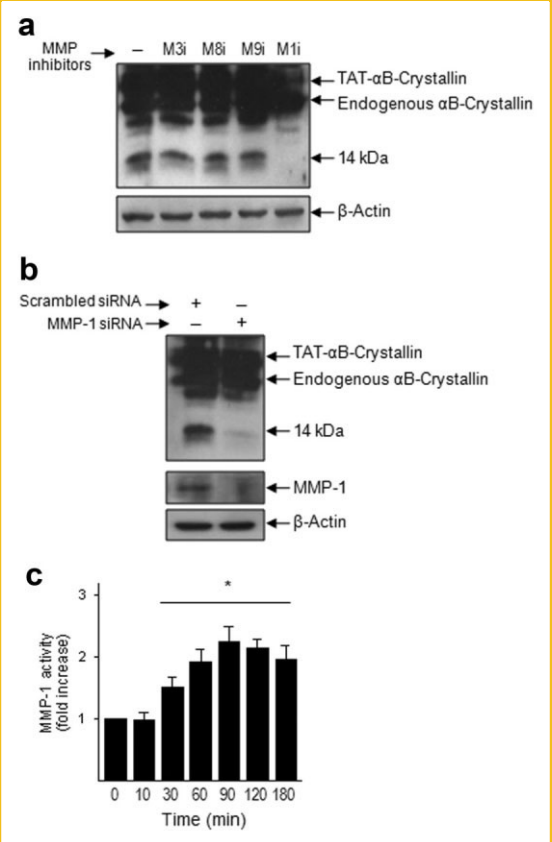 a
MMP inhibitors → – M3i M8i M9i M1i
TAT-αB-Crystallin
Endogenous αB-Crystallin
14 kDa
β-Actin
b
Scrambled siRNA → + –
MMP-1 siRNA → – +
TAT-αB-Crystallin
Endogenous αB-Crystallin
14 kDa
MMP-1
β-Actin
c
*
MMP-1 activity
(fold increase)
3
2
1
0 10 30 60 90 120 180
Time (min)